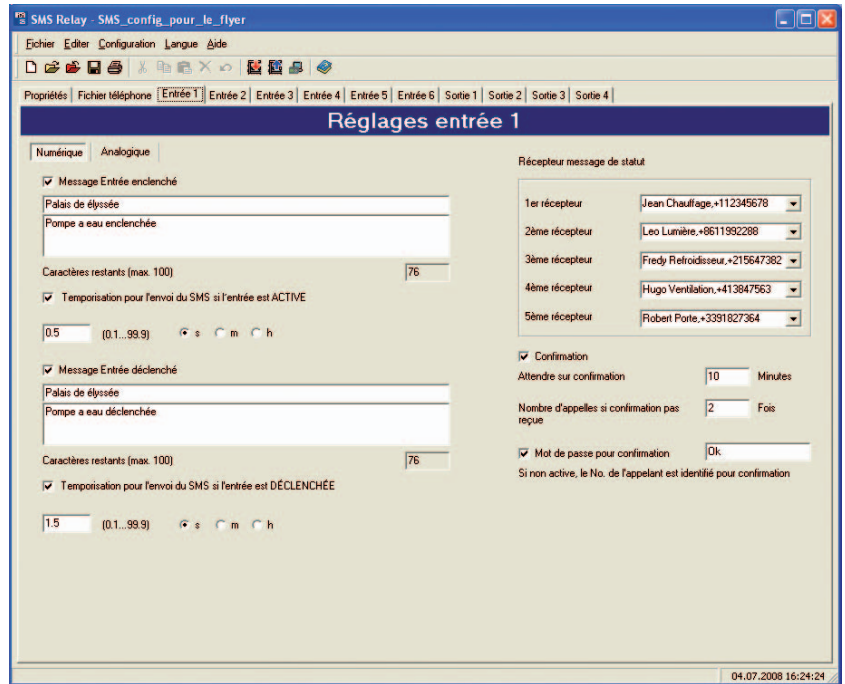 SMS Relay - SMS_config_pour_le_flyer
Fichier Editer Configuration Langue Aide
Propriétés Fichier téléphone Entrée 1 Entrée 2 Entrée 3 Entrée 4 Entrée 5 Entrée 6 Sortie 1 Sortie 2 Sortie 3 Sortie 4
Réglages entrée 1
Numérique Analogique
Message Entrée enclenché
Palais de élyssée
Pompe a eau enclenchée
Caractères restants (max. 100) 76
Temporisation pour l'envoi du SMS si l'entrée est ACTIVE
0.5 (0.1...99.9) s m h
Message Entrée déclenché
Palais de élyssée
Pompe a eau déclenchée
Caractères restants (max. 100) 76
Temporisation pour l'envoi du SMS si l'entrée est DÉCLENCHÉE
1.5 (0.1...99.9) s m h
Récepteur message de statut
1er récepteur Jean Chauffage,+112345678
2ème récepteur Leo Lumière,+8611992288
3ème récepteur Fredy Refroidisseur,+215647382
4ème récepteur Hugo Ventilation,+413847563
5ème récepteur Robert Porte,+3391827364
Confirmation
Attendre sur confirmation 10 Minutes
Nombre d'appelles si confirmation pas
reçue 2 Fois
Mot de passe pour confirmation Ok
Si non active, le No. de l'appelant est identifié pour confirmation
04.07.2008 16:24:24